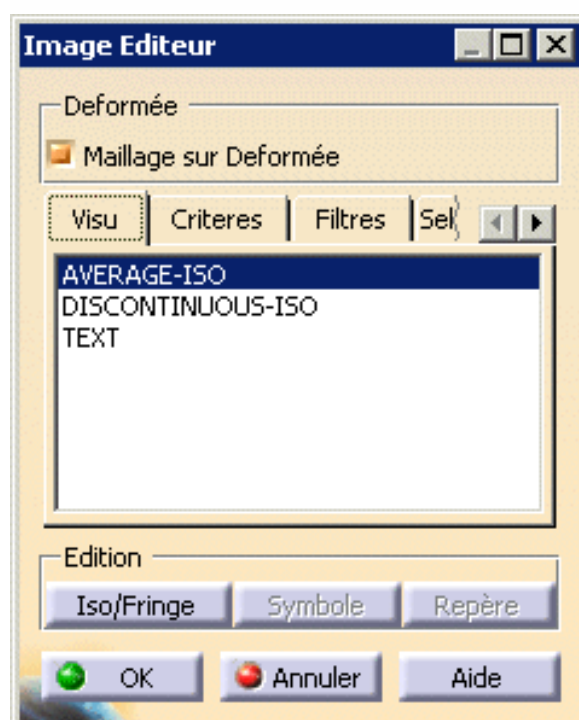 Image Editeur
Deformée
Maillage sur Deformée
Visu Criteres Filtres Sel
AVERAGE-ISO
DISCONTINUOUS-ISO
TEXT
Edition
Iso/Fringe Symbole Repère
OK Annuler Aide